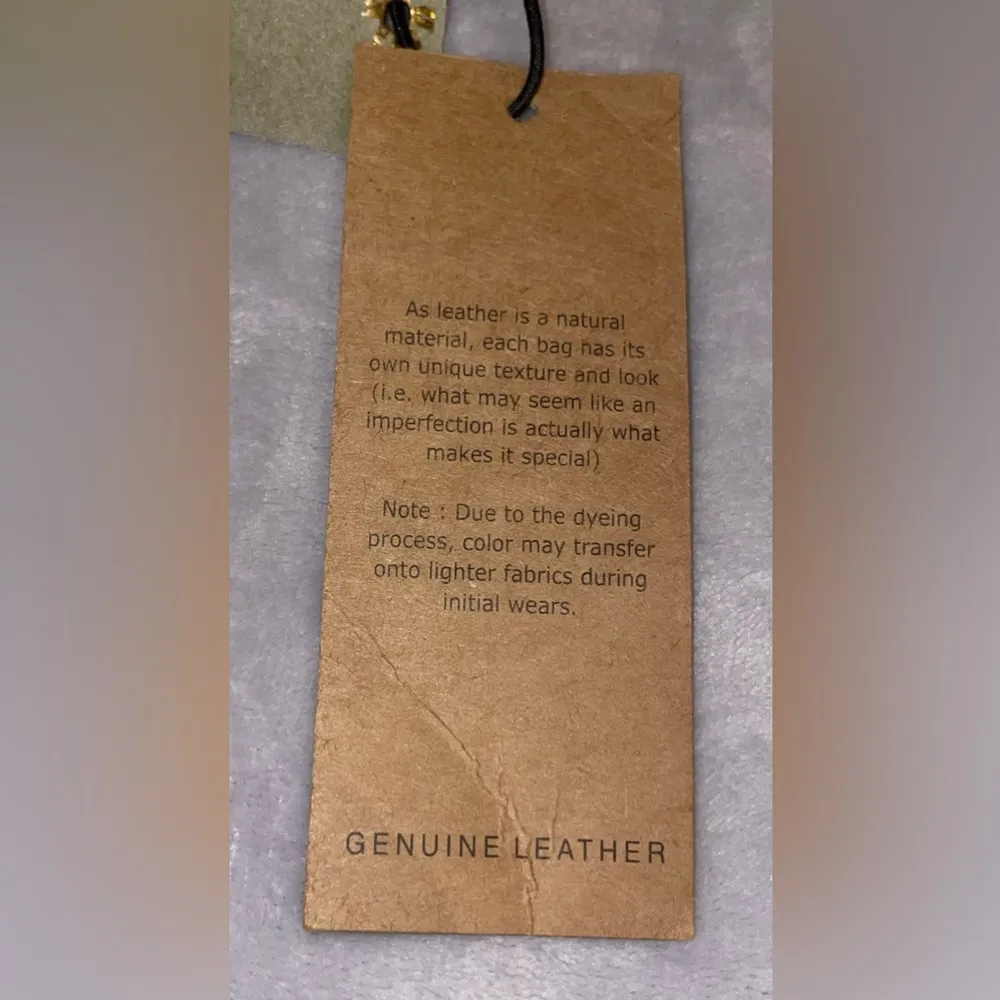 As leather is a natural
material, each bag has its
own unique texture and look
(i.e. what may seem like an
imperfection is actually what
makes it special)
Note : Due to the dyeing
process, color may transfer
onto lighter fabrics during
initial wears.
GENUINE LEATHER